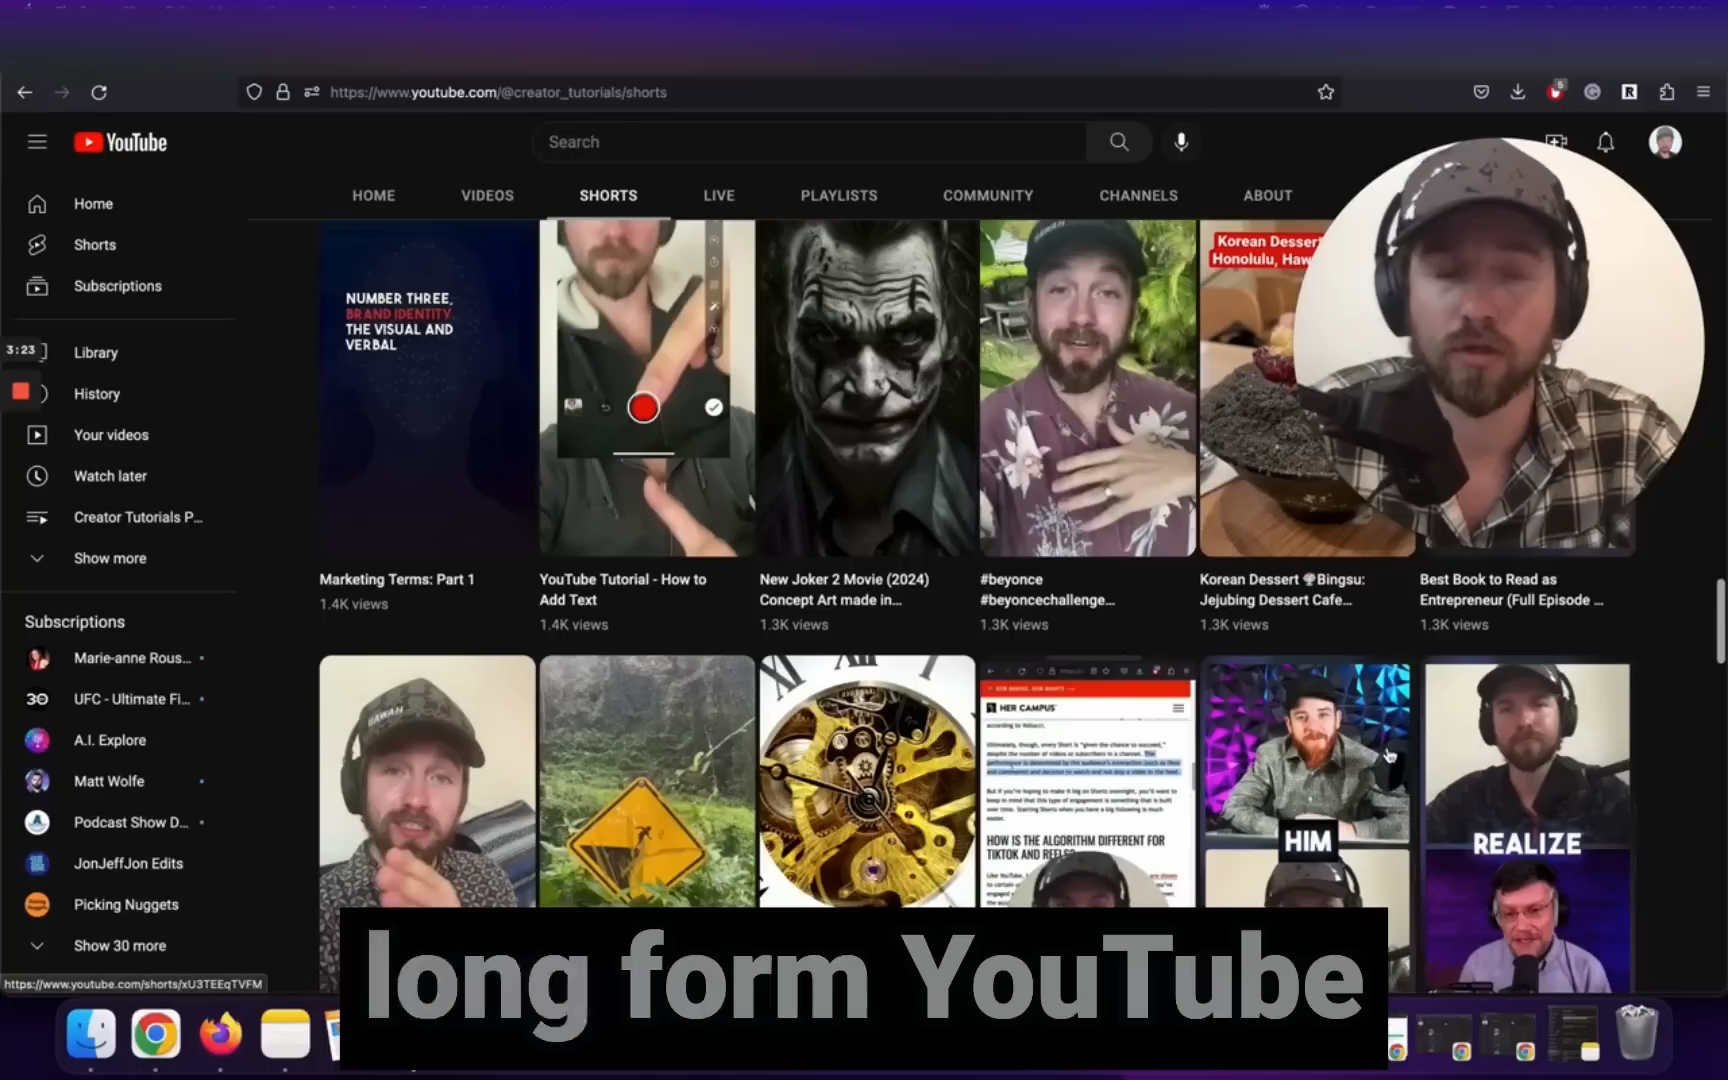 https://www.youtube.com/@creator_tutorials/shorts
5
YouTube
Search
HOME
VIDEOS
SHORTS
LIVE
PLAYLISTS
COMMUNITY
CHANNELS
ABOUT
Home
Shorts
Subscriptions
3:23
Library
History
Your videos
Watch later
Creator Tutorials P...
Show more
Subscriptions
Marie-anne Rous...
UFC - Ultimate Fi...
A.I. Explore
Matt Wolfe
Podcast Show D...
JonJeffJon Edits
Picking Nuggets
Show 30 more
https://www.youtube.com/shorts/xU3TEEqTVFM
NUMBER THREE,
BRAND IDENTITY.
THE VISUAL AND
VERBAL
Korean Dessert
Honolulu, Haw
Marketing Terms: Part 1
1.4K views
YouTube Tutorial - How to
Add Text
1.4K views
New Joker 2 Movie (2024)
Concept Art made in...
1.3K views
#beyonce
#beyoncechallenge...
1.3K views
Korean Dessert 🍧Bingsu:
Jejubing Dessert Cafe...
1.3K views
Best Book to Read as
Entrepreneur (Full Episode ...
1.3K views
HER CAMPUS
HOW IS THE ALGORITHM DIFFERENT FOR
TIKTOK AND REELS?
HIM
REALIZE
long form YouTube